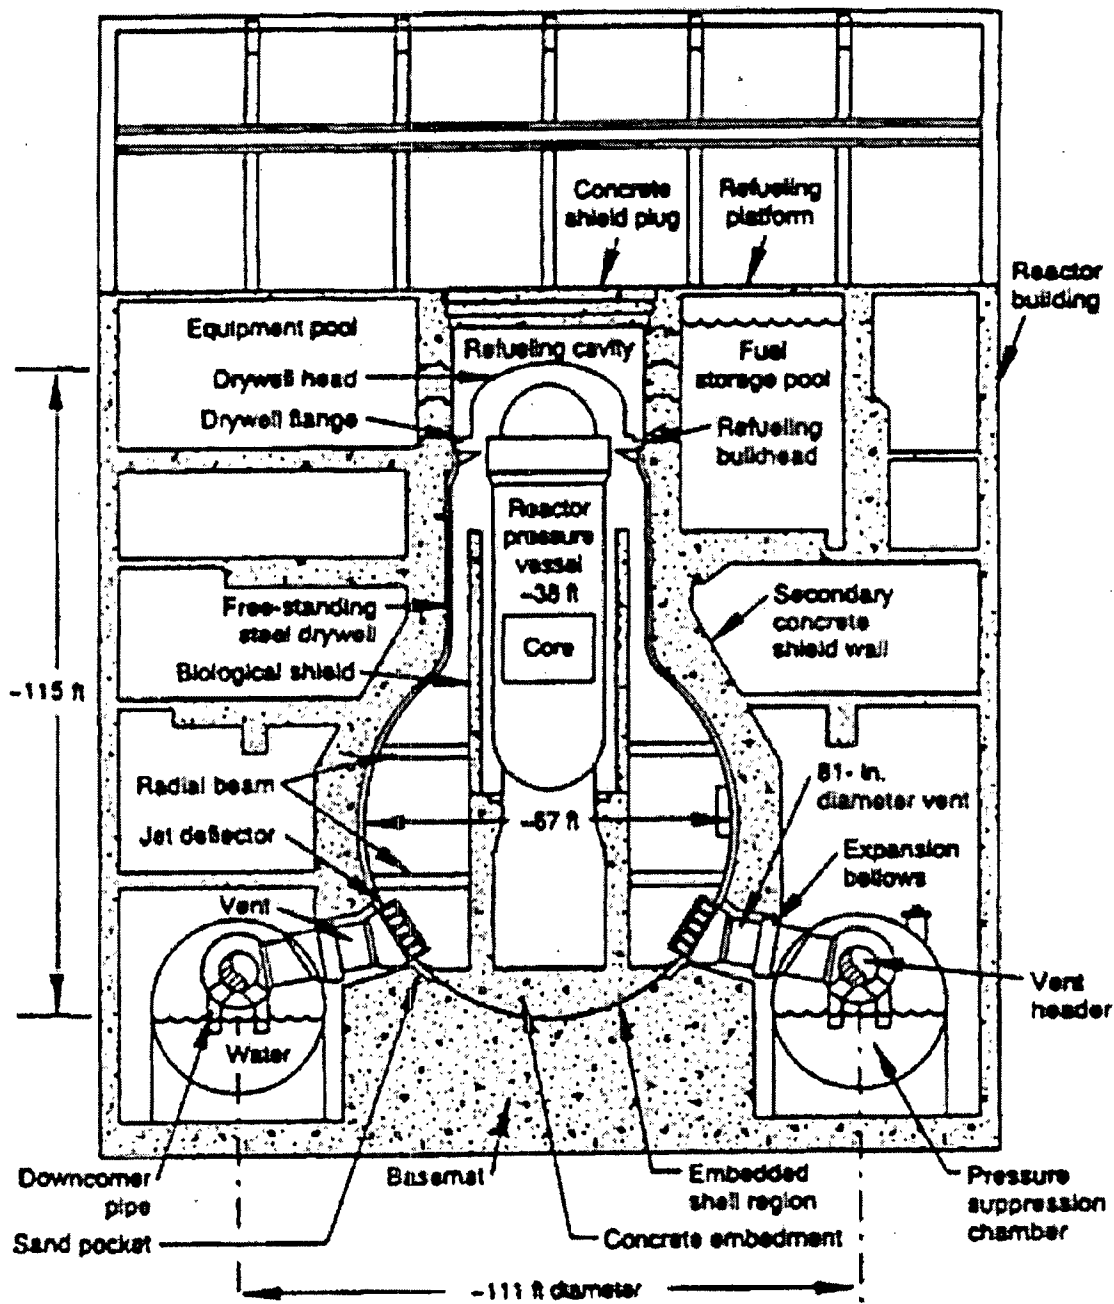 Concrete
shield plug
Refueling
platform
Reactor
building
Equipment pool
Refueling cavity
Fuel
storage pool
Drywell head
Drywell flange
Refueling
bulkhead
Reactor
pressure
vessel
~38 ft
Free-standing
steel drywell
Secondary
concrete
shield wall
Core
Biological shield
~115 ft
Radial beam
81- in.
diameter vent
~67 ft
Jet deflector
Expansion
bellows
Vent
Vent
header
Water
Downcomer
pipe
Basemat
Embedded
shell region
Pressure
suppression
chamber
Sand pocket
Concrete embedment
~111 ft diameter